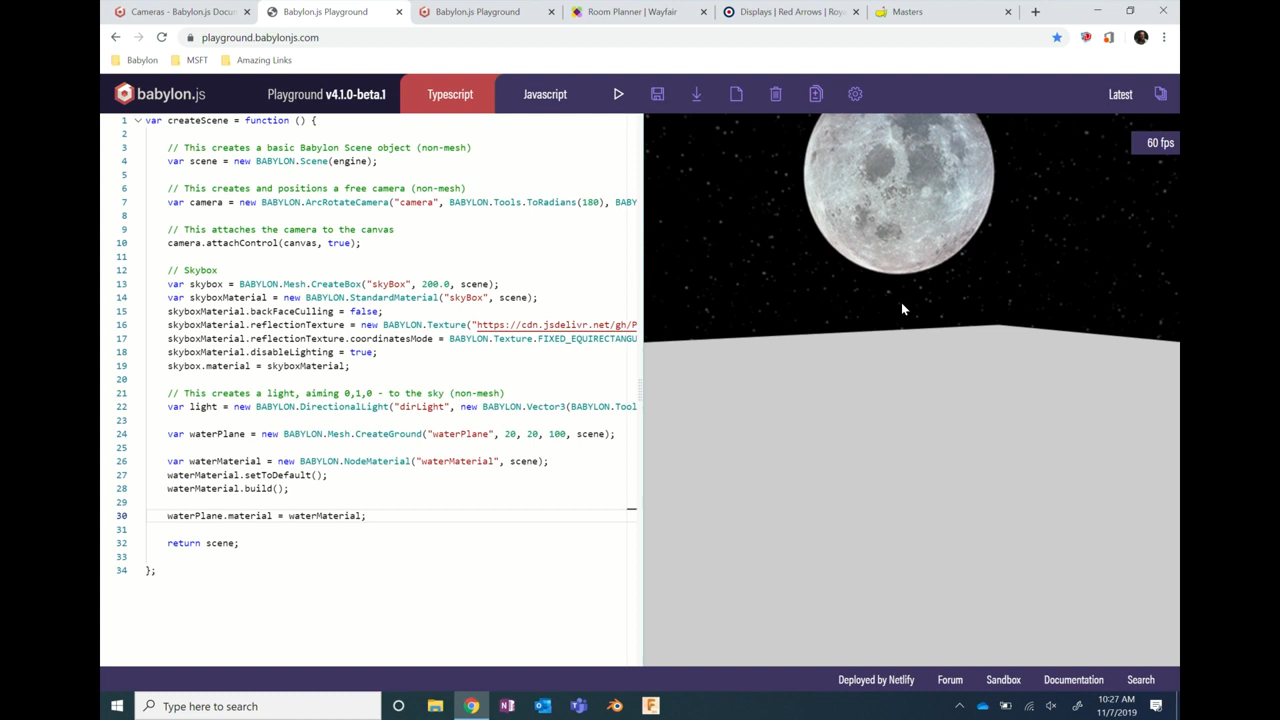 Cameras - Babylon.js Docum
Babylon.js Playground
Babylon.js Playground
Room Planner | Wayfair
Displays | Red Arrows | Roya
Masters
playground.babylonjs.com
Babylon
MSFT
Amazing Links
babylon.js
Playground v4.1.0-beta.1
Typescript
Javascript
Latest
60 fps
1 var createScene = function () {
2
3 // This creates a basic Babylon Scene object (non-mesh)
4 var scene = new BABYLON.Scene(engine);
5
6 // This creates and positions a free camera (non-mesh)
7 var camera = new BABYLON.ArcRotateCamera("camera", BABYLON.Tools.ToRadians(180), BABY
8
9 // This attaches the camera to the canvas
10 camera.attachControl(canvas, true);
11
12 // Skybox
13 var skybox = BABYLON.Mesh.CreateBox("skyBox", 200.0, scene);
14 var skyboxMaterial = new BABYLON.StandardMaterial("skyBox", scene);
15 skyboxMaterial.backFaceCulling = false;
16 skyboxMaterial.reflectionTexture = new BABYLON.Texture("https://cdn.jsdelivr.net/gh/P
17 skyboxMaterial.reflectionTexture.coordinatesMode = BABYLON.Texture.FIXED_EQUIRECTANGU
18 skyboxMaterial.disableLighting = true;
19 skybox.material = skyboxMaterial;
20
21 // This creates a light, aiming 0,1,0 - to the sky (non-mesh)
22 var light = new BABYLON.DirectionalLight("dirLight", new BABYLON.Vector3(BABYLON.Tool
23
24 var waterPlane = new BABYLON.Mesh.CreateGround("waterPlane", 20, 20, 100, scene);
25
26 var waterMaterial = new BABYLON.NodeMaterial("waterMaterial", scene);
27 waterMaterial.setToDefault();
28 waterMaterial.build();
29
30 waterPlane.material = waterMaterial;
31
32 return scene;
33
34 };
Deployed by Netlify
Forum
Sandbox
Documentation
Search
Type here to search
10:27 AM
11/7/2019